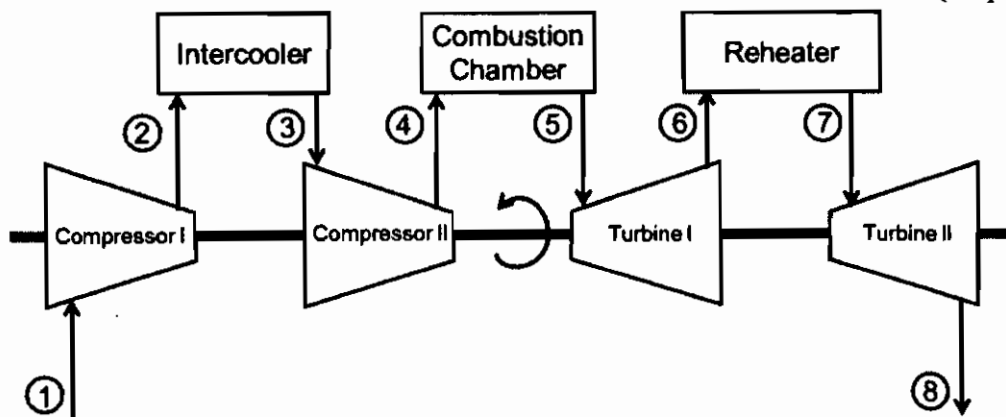 Intercooler
Combustion
Chamber
Reheater
②
③
④
⑤
⑥
⑦
Compressor I
Compressor II
Turbine I
Turbine II
①
⑧